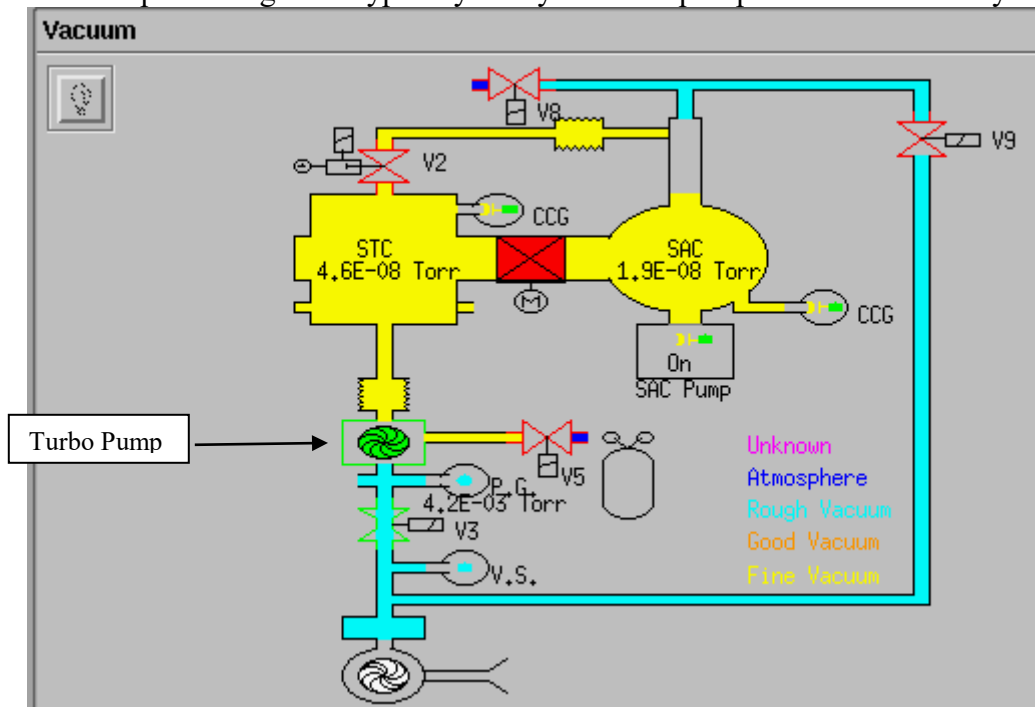 Vacuum
V8
V9
V2
CCG
STC
4.6E-08 Torr
SAC
1.9E-08 Torr
M
CCG
On
SAC Pump
Turbo Pump
V5
Unknown
P.G.
Atmosphere
4.2E-03 Torr
Rough Vacuum
V3
Good Vacuum
V.S.
Fine Vacuum